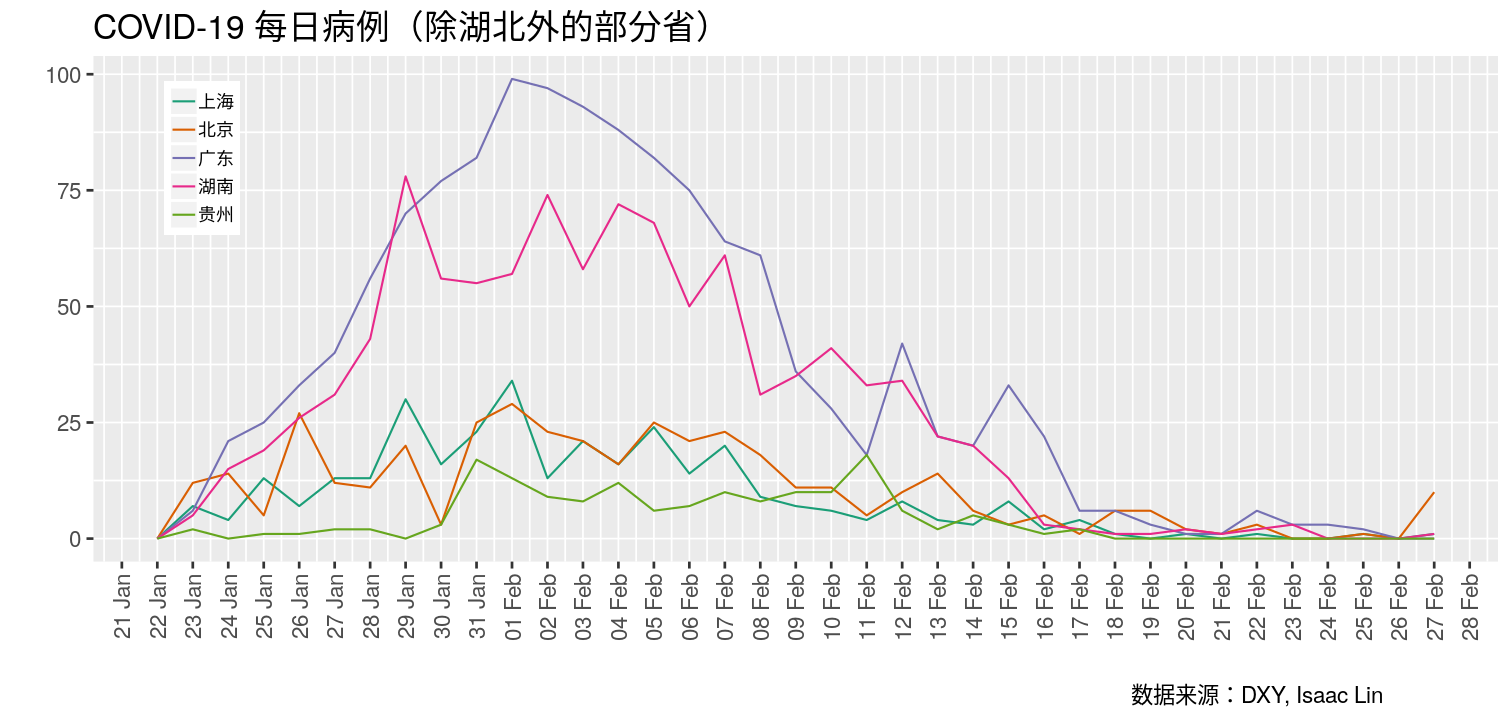 COVID-19 每日病例（除湖北外的部分省）
100
75
50
25
0
上海
北京
广东
湖南
贵州
21 Jan
22 Jan
23 Jan
24 Jan
25 Jan
26 Jan
27 Jan
28 Jan
29 Jan
30 Jan
31 Jan
01 Feb
02 Feb
03 Feb
04 Feb
05 Feb
06 Feb
07 Feb
08 Feb
09 Feb
10 Feb
11 Feb
12 Feb
13 Feb
14 Feb
15 Feb
16 Feb
17 Feb
18 Feb
19 Feb
20 Feb
21 Feb
22 Feb
23 Feb
24 Feb
25 Feb
26 Feb
27 Feb
28 Feb
数据来源：DXY, Isaac Lin